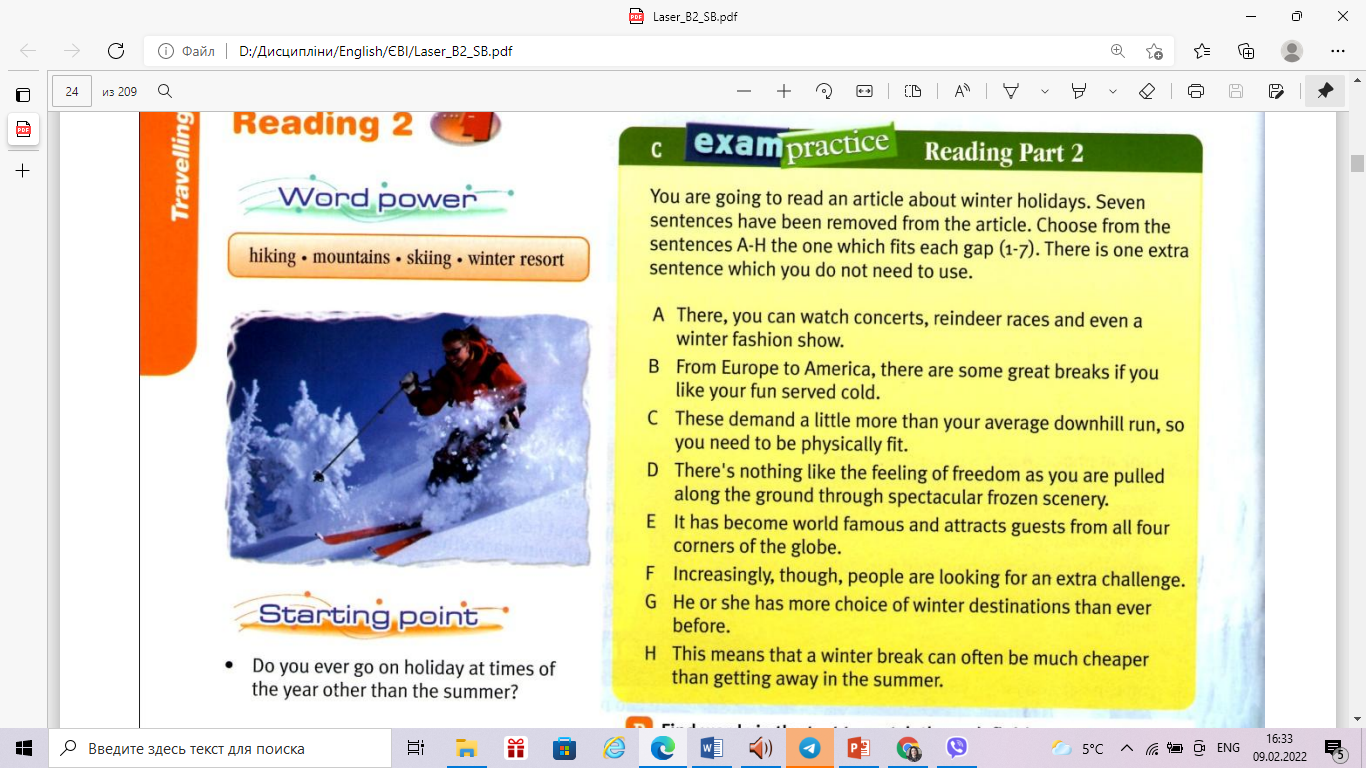 Laser_B2_SB.pdf
Файл
D:/Дисципліни/English/ЄВІ/Laser_B2_SB.pdf
24
из 209
Travelling
Reading 2
Word power
hiking • mountains • skiing • winter resort
Starting point
• Do you ever go on holiday at times of
the year other than the summer?
C exam practice Reading Part 2
You are going to read an article about winter holidays. Seven
sentences have been removed from the article. Choose from the
sentences A-H the one which fits each gap (1-7). There is one extra
sentence which you do not need to use.
A There, you can watch concerts, reindeer races and even a
winter fashion show.
B From Europe to America, there are some great breaks if you
like your fun served cold.
C These demand a little more than your average downhill run, so
you need to be physically fit.
D There's nothing like the feeling of freedom as you are pulled
along the ground through spectacular frozen scenery.
E It has become world famous and attracts guests from all four
corners of the globe.
F Increasingly, though, people are looking for an extra challenge.
G He or she has more choice of winter destinations than ever
before.
H This means that a winter break can often be much cheaper
than getting away in the summer.
Введите здесь текст для поиска
5°C
ENG
16:33
09.02.2022
5